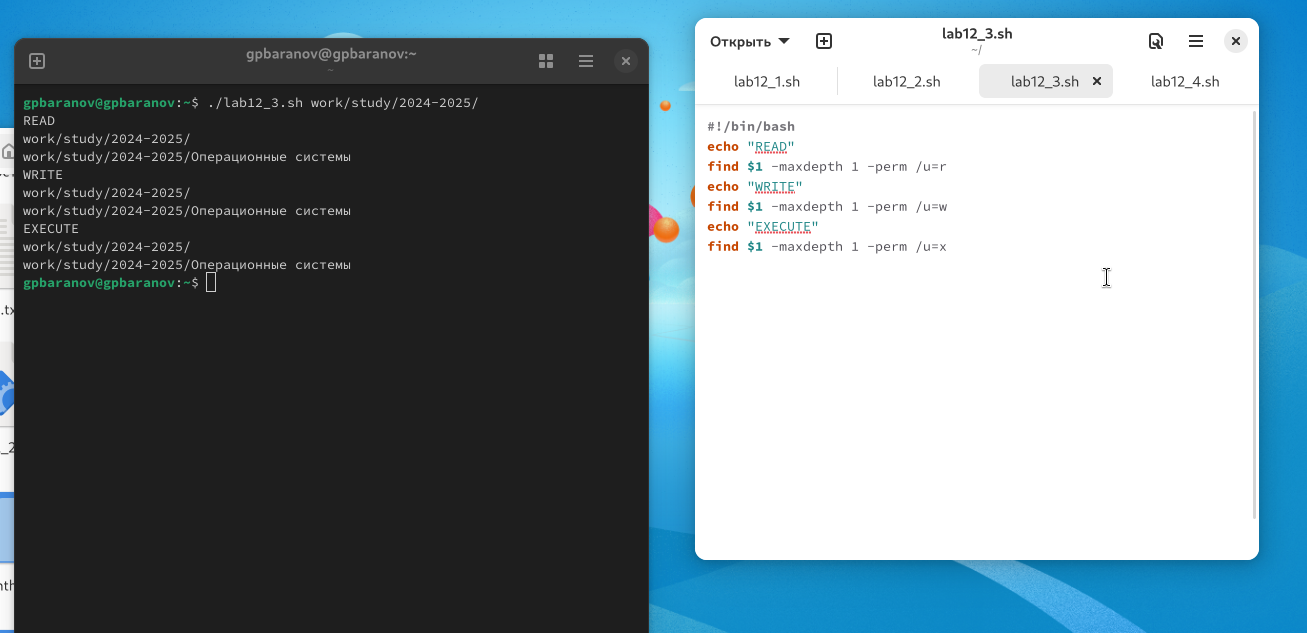 gpbaranov@gpbaranov:~
~
gpbaranov@gpbaranov:~$ ./lab12_3.sh work/study/2024-2025/
READ
work/study/2024-2025/
work/study/2024-2025/Операционные системы
WRITE
work/study/2024-2025/
work/study/2024-2025/Операционные системы
EXECUTE
work/study/2024-2025/
work/study/2024-2025/Операционные системы
gpbaranov@gpbaranov:~$
Открыть
lab12_3.sh
~/
lab12_1.sh
lab12_2.sh
lab12_3.sh
lab12_4.sh
#!/bin/bash
echo "READ"
find $1 -maxdepth 1 -perm /u=r
echo "WRITE"
find $1 -maxdepth 1 -perm /u=w
echo "EXECUTE"
find $1 -maxdepth 1 -perm /u=x